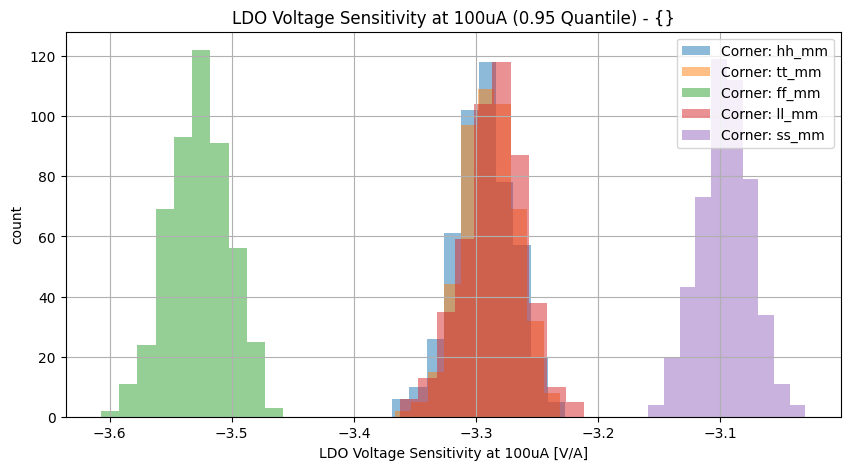 LDO Voltage Sensitivity at 100uA (0.95 Quantile) - {}
120
100
80
60
40
20
0
count
Corner: hh_mm
Corner: tt_mm
Corner: ff_mm
Corner: ll_mm
Corner: ss_mm
−3.6 −3.5 −3.4 −3.3 −3.2 −3.1
LDO Voltage Sensitivity at 100uA [V/A]